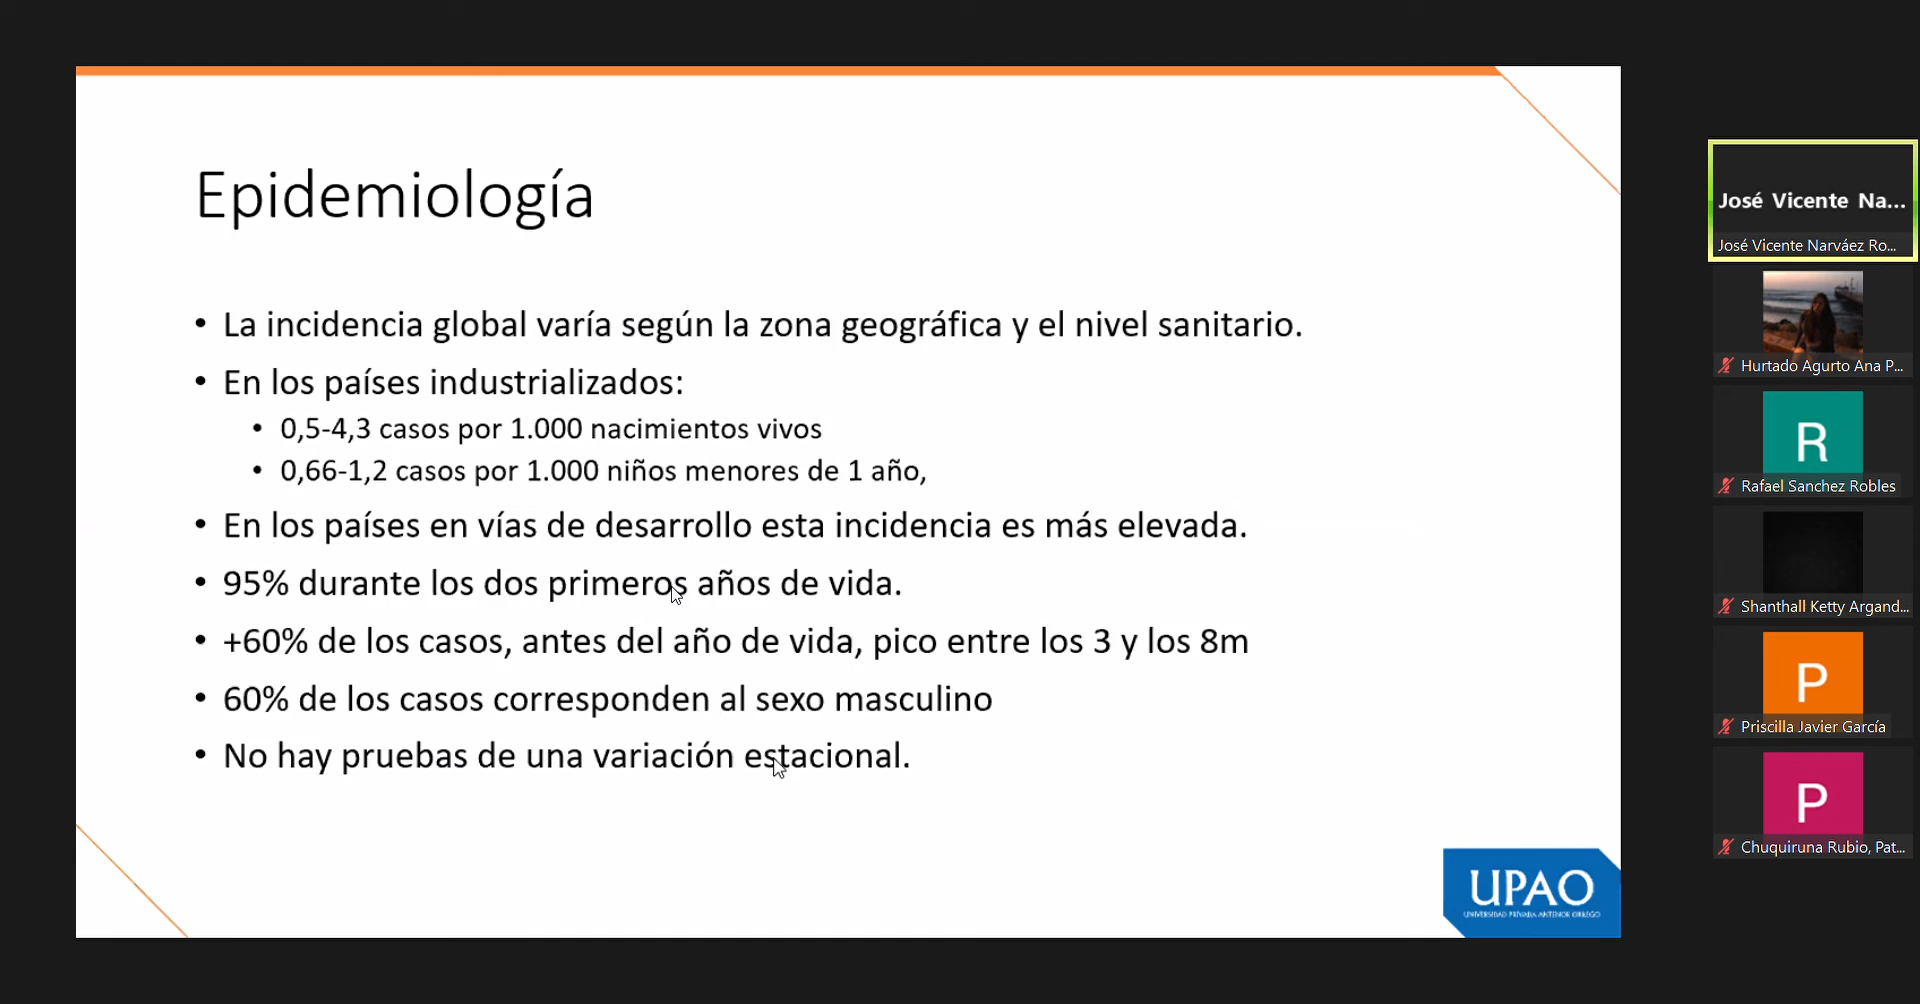 Epidemiología
• La incidencia global varía según la zona geográfica y el nivel sanitario.
• En los países industrializados:
• 0,5-4,3 casos por 1.000 nacimientos vivos
• 0,66-1,2 casos por 1.000 niños menores de 1 año,
• En los países en vías de desarrollo esta incidencia es más elevada.
• 95% durante los dos primeros años de vida.
• +60% de los casos, antes del año de vida, pico entre los 3 y los 8m
• 60% de los casos corresponden al sexo masculino
• No hay pruebas de una variación estacional.
UPAO
UNIVERSIDAD PRIVADA ANTENOR ORREGO
José Vicente Na...
José Vicente Narváez Ro...
Hurtado Agurto Ana P...
R
Rafael Sanchez Robles
Shanthall Ketty Argand...
P
Priscilla Javier García
P
Chuquiruna Rubio, Pat...